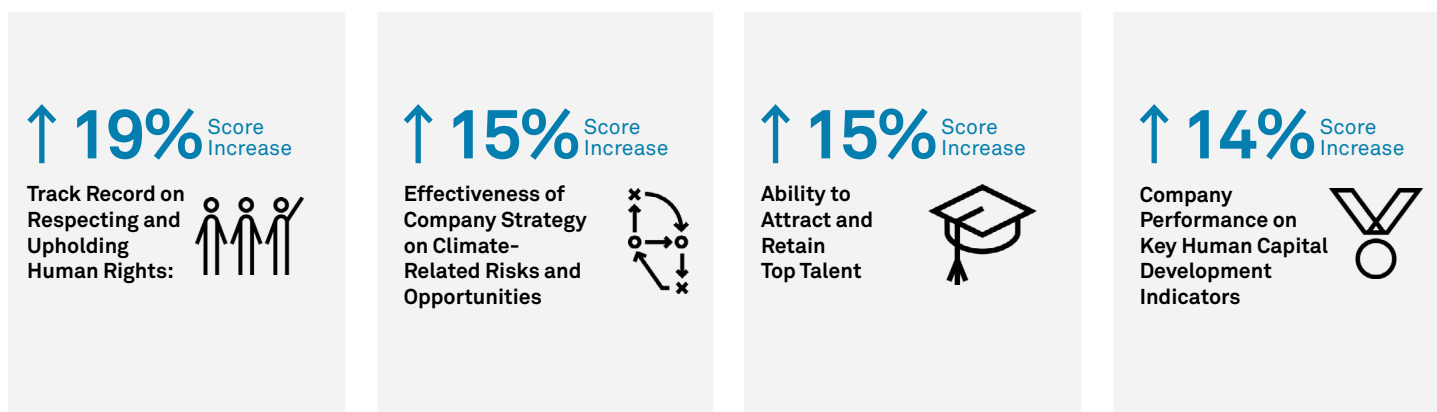 ↑ 19% Score Increase
Track Record on
Respecting and
Upholding
Human Rights:
↑ 15% Score Increase
Effectiveness of
Company Strategy
on Climate-
Related Risks and
Opportunities
↑ 15% Score Increase
Ability to
Attract and
Retain
Top Talent
↑ 14% Score Increase
Company
Performance on
Key Human Capital
Development
Indicators